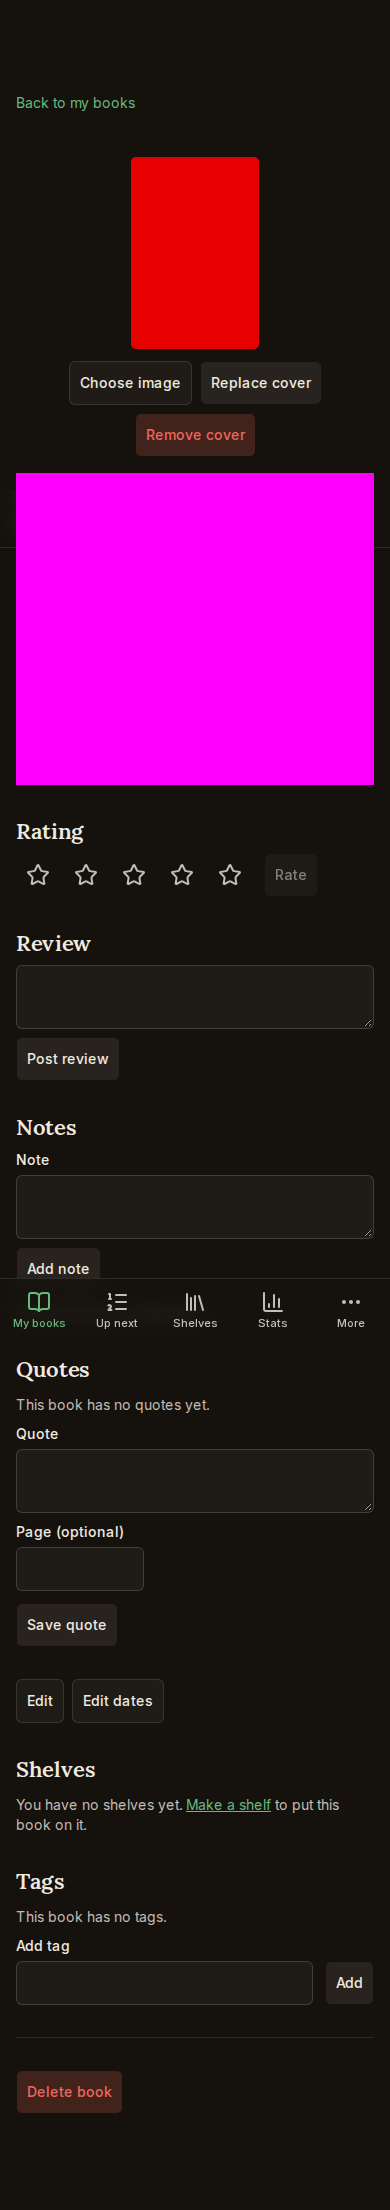 Back to my books
Choose image
Replace cover
Remove cover
Rating
Rate
Review
Post review
Notes
Note
Add note
My books
Up next
Shelves
Stats
More
Quotes
This book has no quotes yet.
Quote
Page (optional)
Save quote
Edit
Edit dates
Shelves
You have no shelves yet. Make a shelf to put this
book on it.
Tags
This book has no tags.
Add tag
Add
Delete book